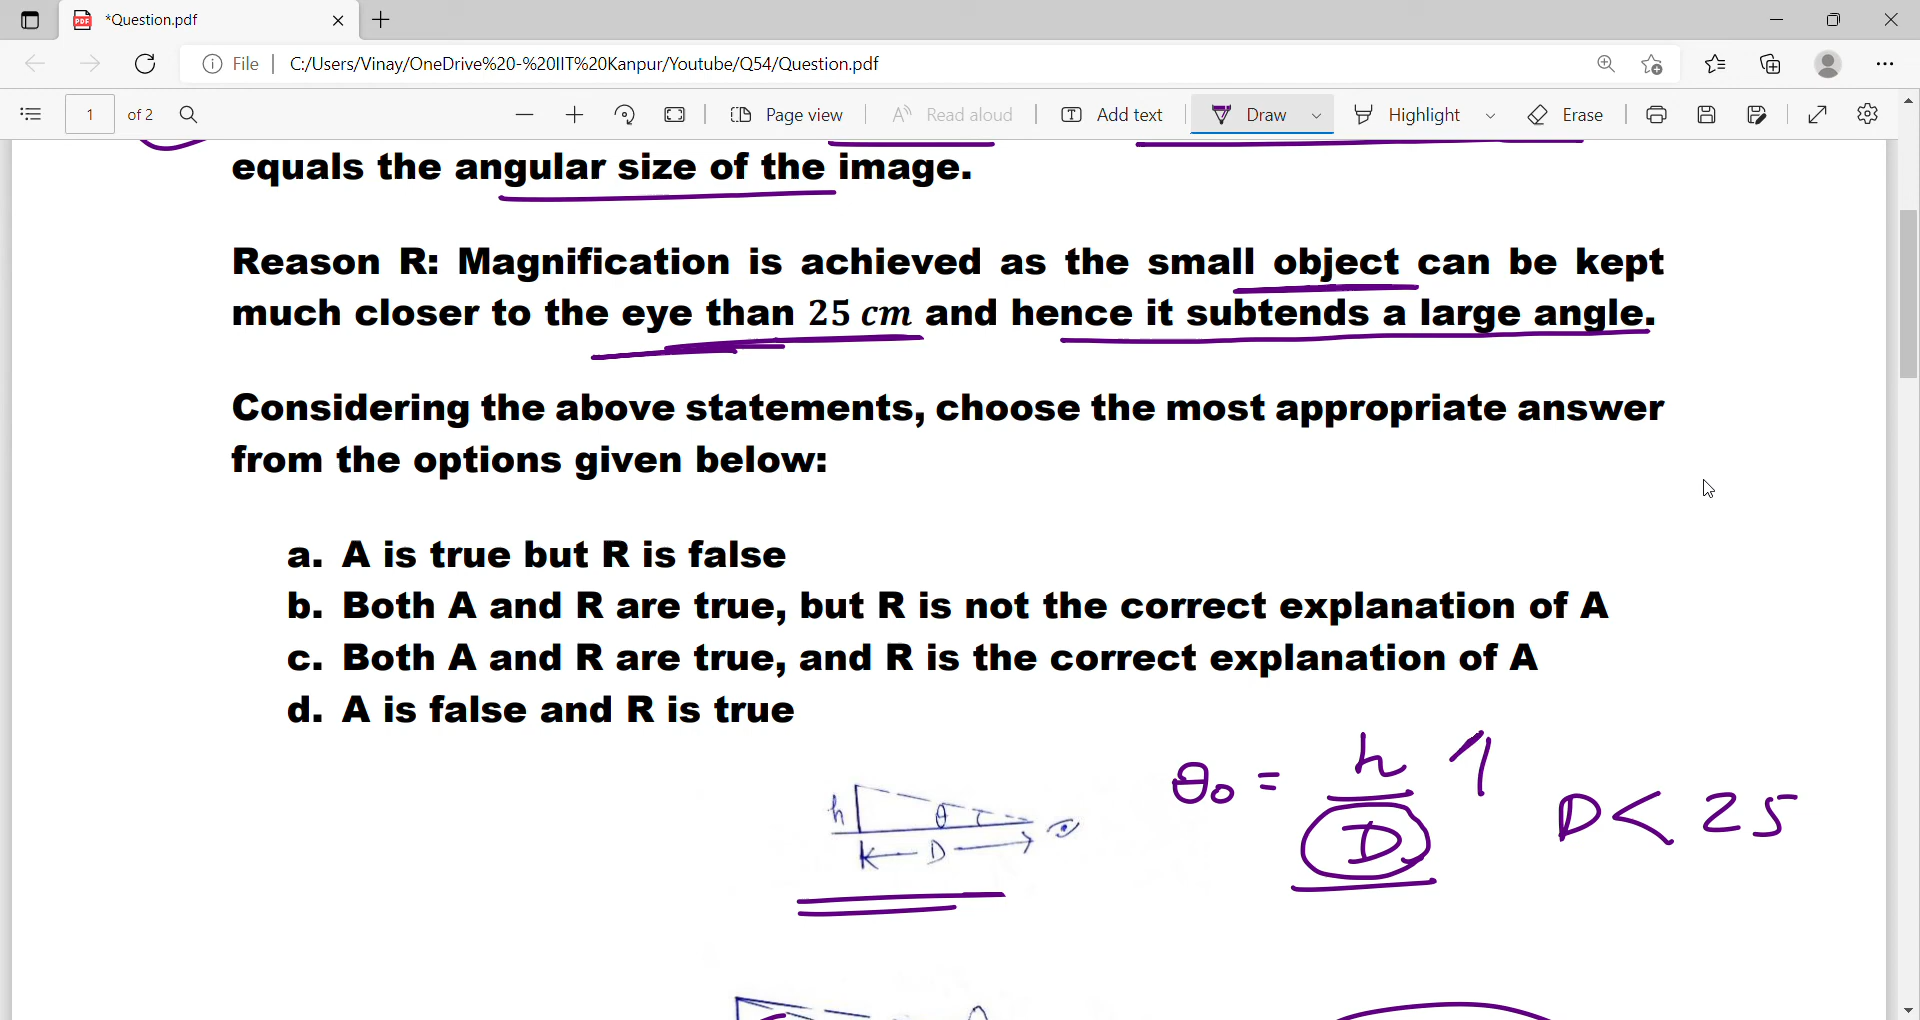 *Question.pdf
File | C:/Users/Vinay/OneDrive%20-%20IIT%20Kanpur/Youtube/Q54/Question.pdf
1 of 2 Page view Read aloud Add text Draw Highlight Erase
equals the angular size of the image.
Reason R: Magnification is achieved as the small object can be kept
much closer to the eye than 25 cm and hence it subtends a large angle.
Considering the above statements, choose the most appropriate answer
from the options given below:
a. A is true but R is false
b. Both A and R are true, but R is not the correct explanation of A
c. Both A and R are true, and R is the correct explanation of A
d. A is false and R is true
θ₀ = h/D ↑
D < 25
h θ
D